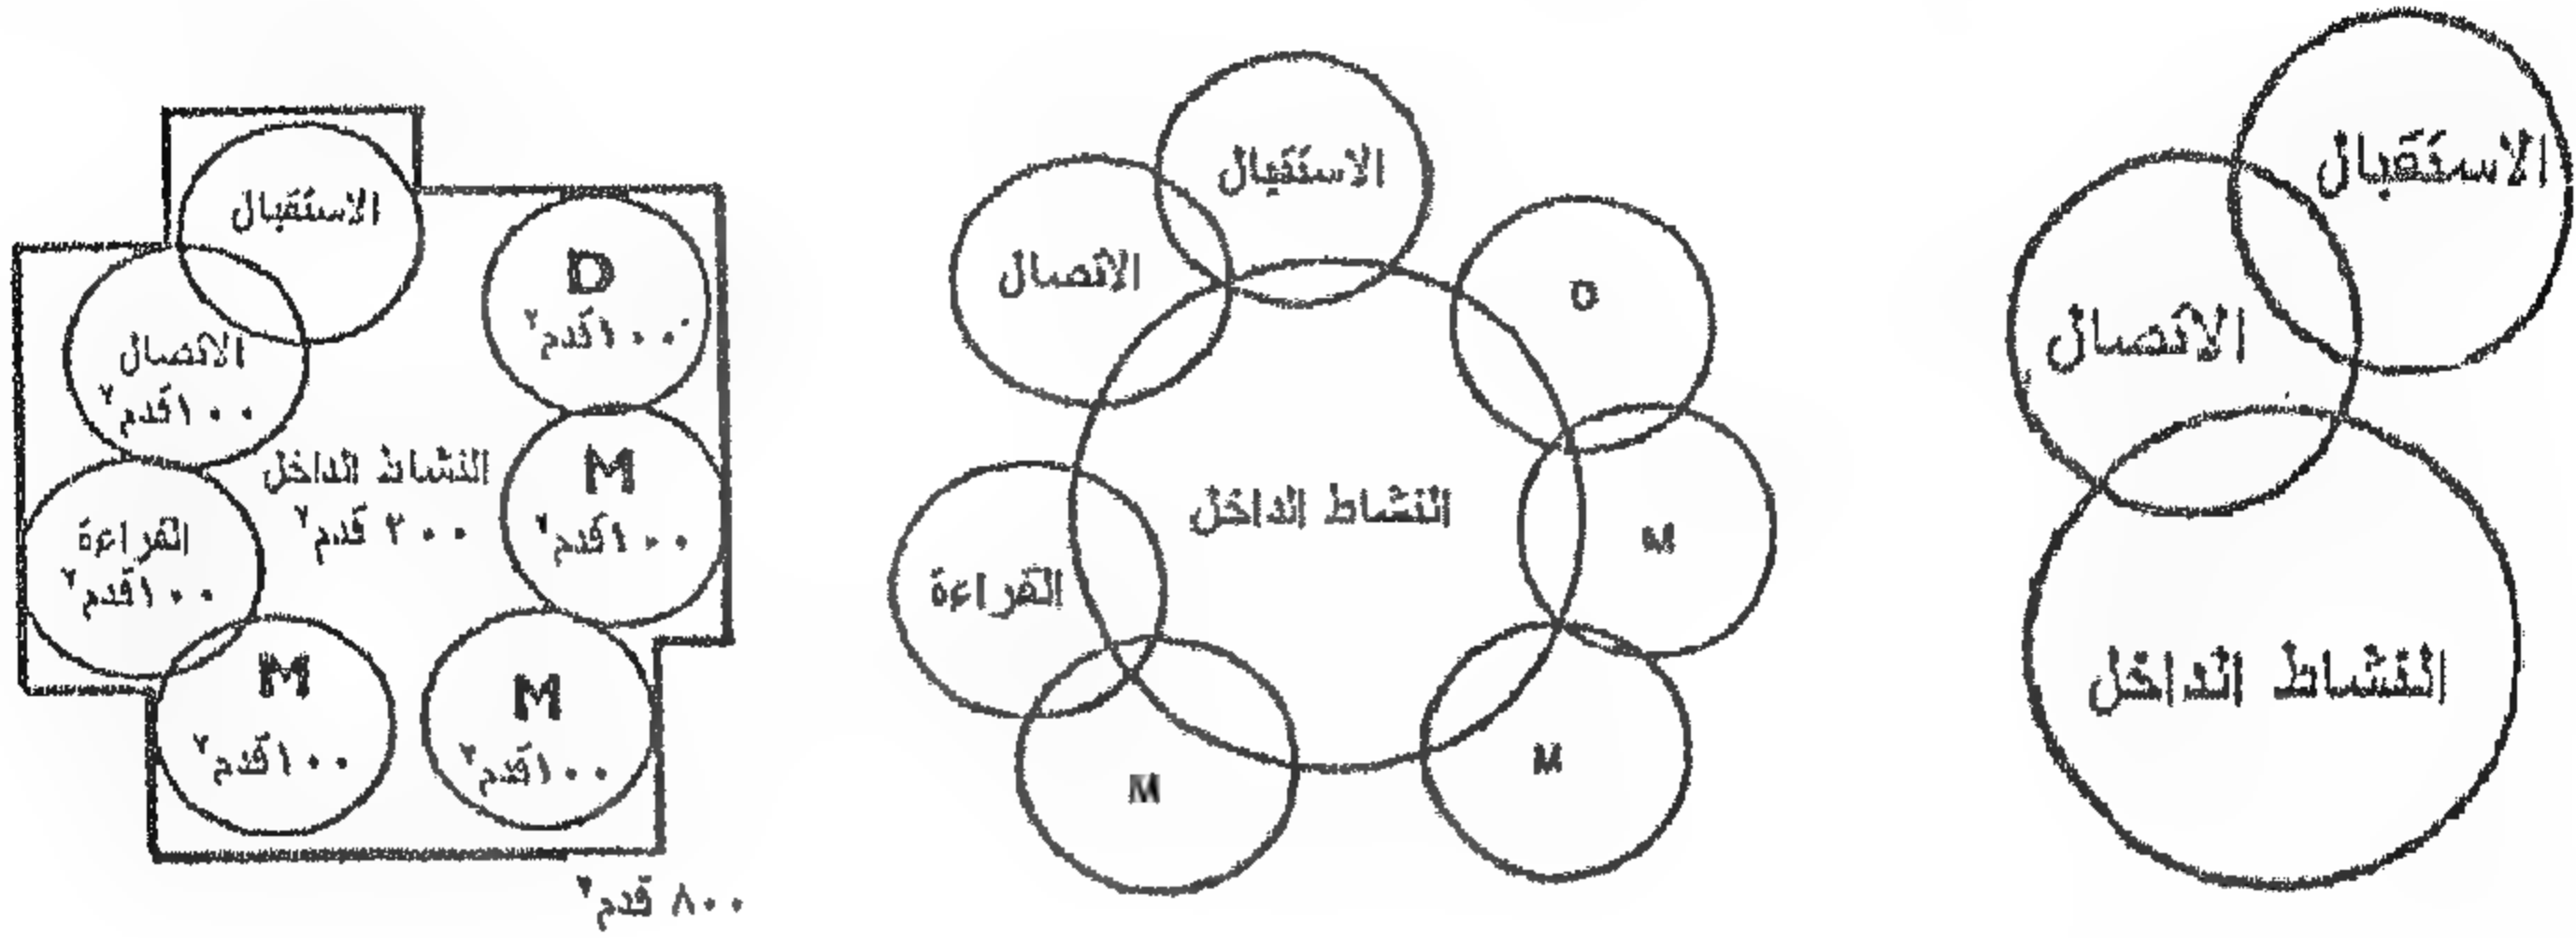 الاستقبال
الاتصال
النشاط الداخل
الاستقبال
الاتصال
O
النشاط الداخل
M
القراءة
M
M
الاستقبال
D
١٠٠قدم٢
الاتصال
١٠٠قدم٢
النشاط الداخل
٢٠٠ قدم٢
M
١٠٠قدم٢
القراءة
١٠٠قدم٢
M
١٠٠قدم٢
M
١٠٠قدم٢
٨٠٠ قدم٢